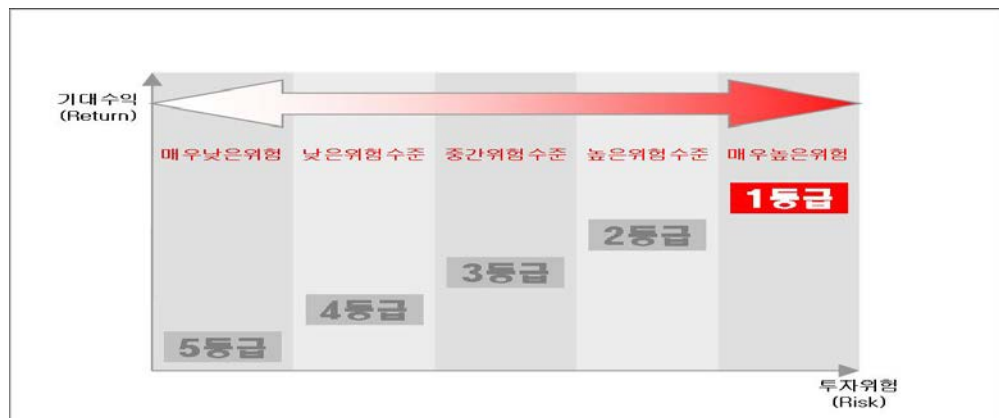 기대수익
(Return)
매우낮은위험 낮은위험수준 중간위험수준 높은위험수준 매우높은위험
1등급
2등급
3등급
4등급
5등급
투자위험
(Risk)